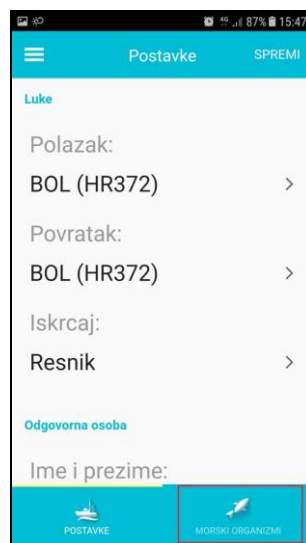 4G 87% 15:47
Postavke SPREMI
Luke
Polazak:
BOL (HR372)
Povratak:
BOL (HR372)
Iskrcaj:
Resnik
Odgovorna osoba
Ime i prezime:
POSTAVKE MORSKI ORGANIZMI